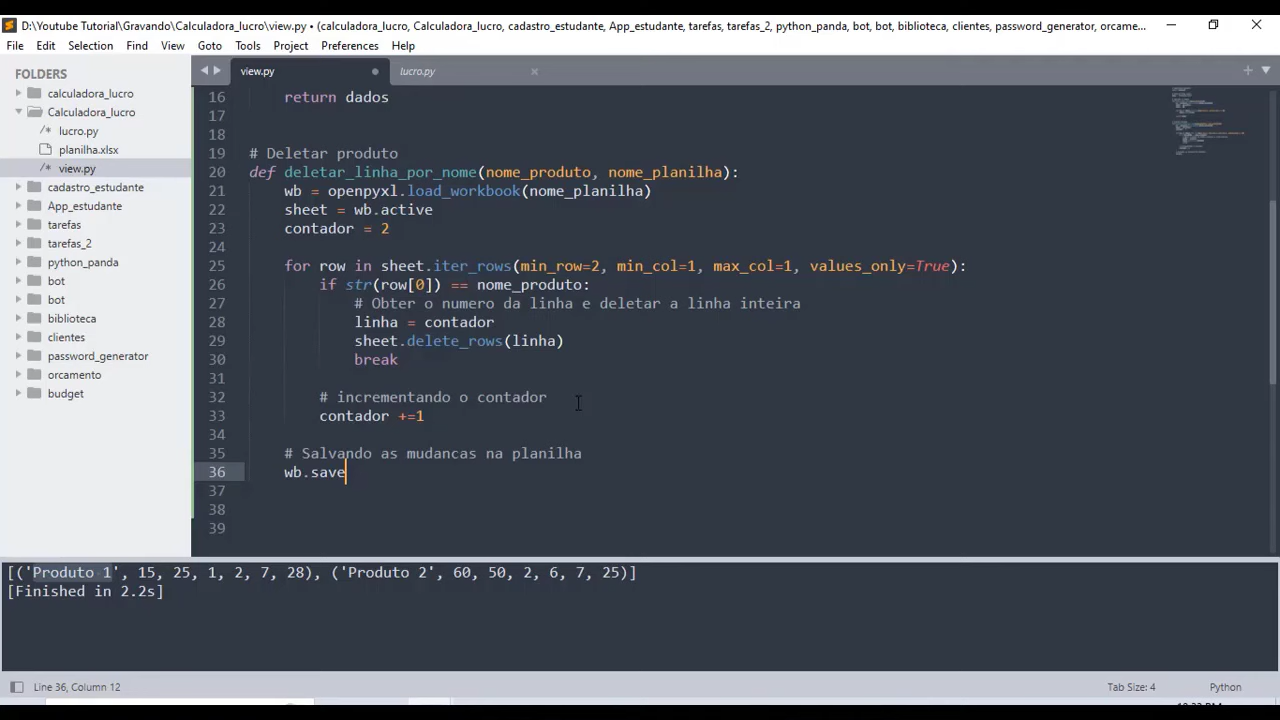 D:\Youtube Tutorial\Gravando\Calculadora_lucro\view.py • (calculadora_lucro, Calculadora_lucro, cadastro_estudante, App_estudante, tarefas, tarefas_2, python_panda, bot, bot, biblioteca, clientes, password_generator, orcame...
File Edit Selection Find View Goto Tools Project Preferences Help
FOLDERS
calculadora_lucro
Calculadora_lucro
/* lucro.py
planilha.xlsx
/* view.py
cadastro_estudante
App_estudante
tarefas
tarefas_2
python_panda
bot
bot
biblioteca
clientes
password_generator
orcamento
budget
view.py
lucro.py
16 return dados
17
18
19 # Deletar produto
20 def deletar_linha_por_nome(nome_produto, nome_planilha):
21 wb = openpyxl.load_workbook(nome_planilha)
22 sheet = wb.active
23 contador = 2
24
25 for row in sheet.iter_rows(min_row=2, min_col=1, max_col=1, values_only=True):
26 if str(row[0]) == nome_produto:
27 # Obter o numero da linha e deletar a linha inteira
28 linha = contador
29 sheet.delete_rows(linha)
30 break
31
32 # incrementando o contador
33 contador +=1
34
35 # Salvando as mudancas na planilha
36 wb.save
37
38
39
[('Produto 1', 15, 25, 1, 2, 7, 28), ('Produto 2', 60, 50, 2, 6, 7, 25)]
[Finished in 2.2s]
Line 36, Column 12
Tab Size: 4
Python